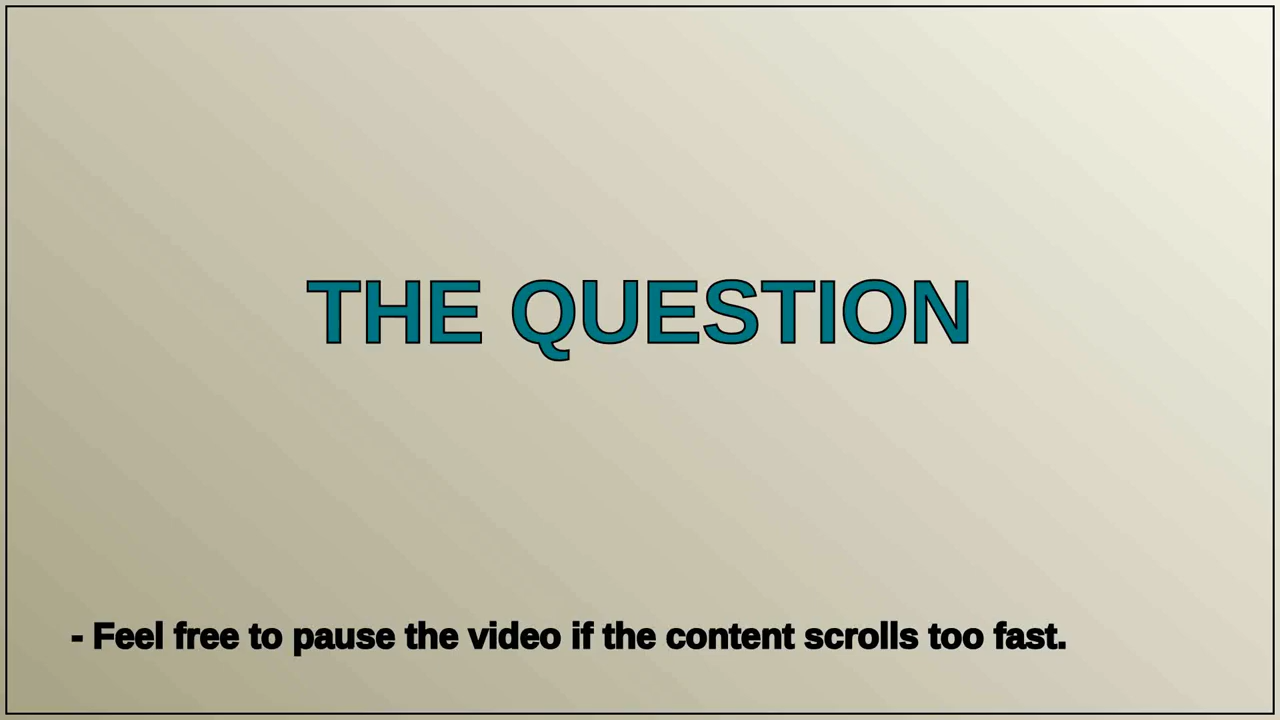 THE QUESTION
- Feel free to pause the video if the content scrolls too fast.